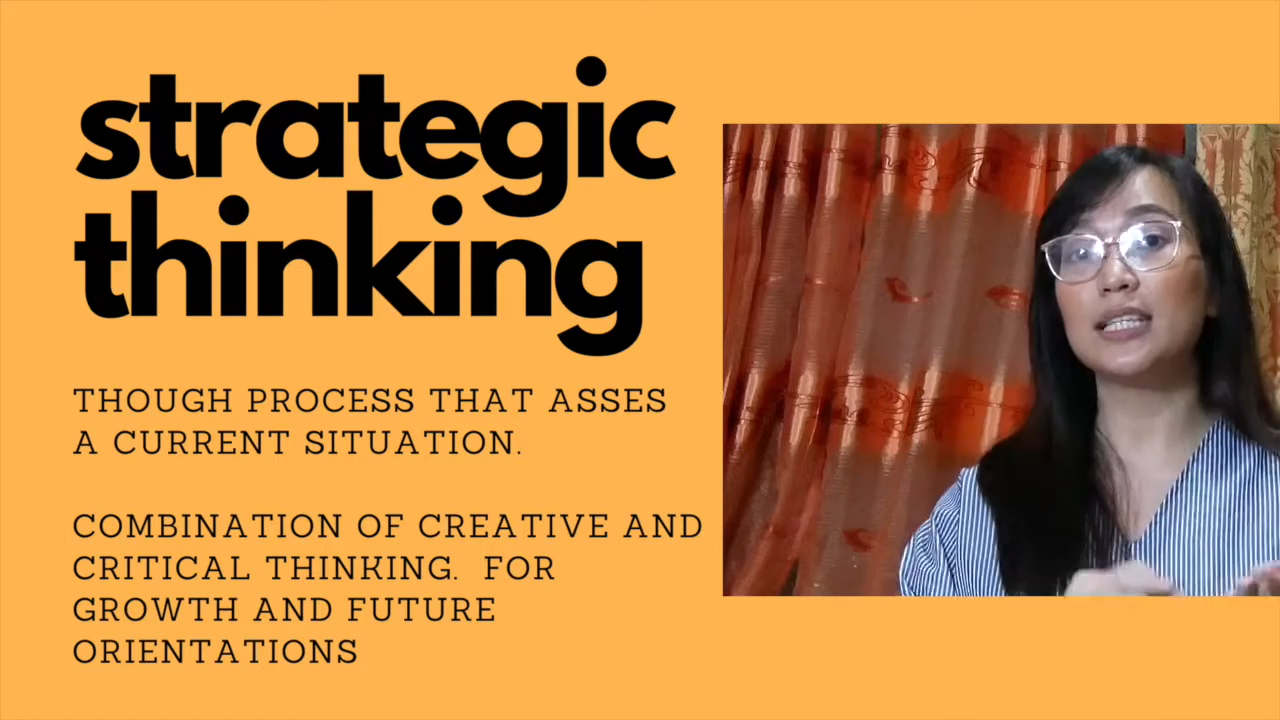 strategic
thinking
THOUGH PROCESS THAT ASSES
A CURRENT SITUATION.
COMBINATION OF CREATIVE AND
CRITICAL THINKING.  FOR
GROWTH AND FUTURE
ORIENTATIONS